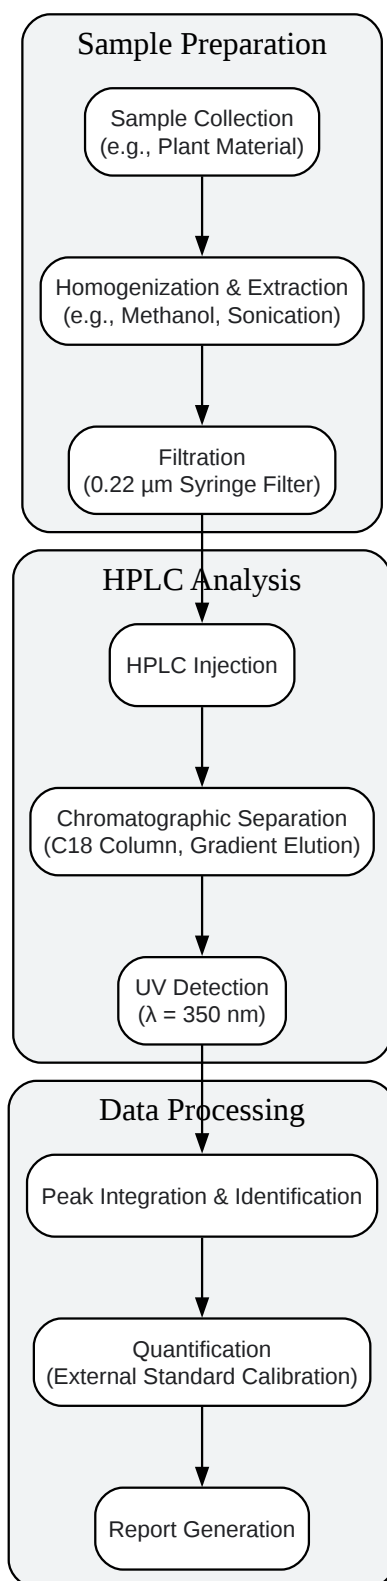 Sample Preparation
Sample Collection
(e.g., Plant Material)
Homogenization & Extraction
(e.g., Methanol, Sonication)
Filtration
(0.22 µm Syringe Filter)
HPLC Analysis
HPLC Injection
Chromatographic Separation
(C18 Column, Gradient Elution)
UV Detection
(λ = 350 nm)
Data Processing
Peak Integration & Identification
Quantification
(External Standard Calibration)
Report Generation